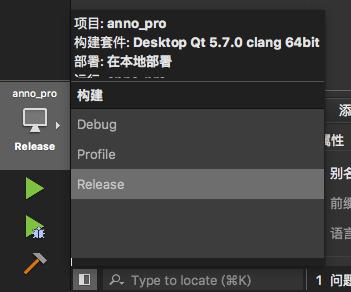 项目: anno_pro
构建套件: Desktop Qt 5.7.0 clang 64bit
部署: 在本地部署
运行: anno_pro
anno_pro
Release
构建
Debug
Profile
Release
添
属性
别名
前缀
语言
Type to locate (⌘K)
1 问题